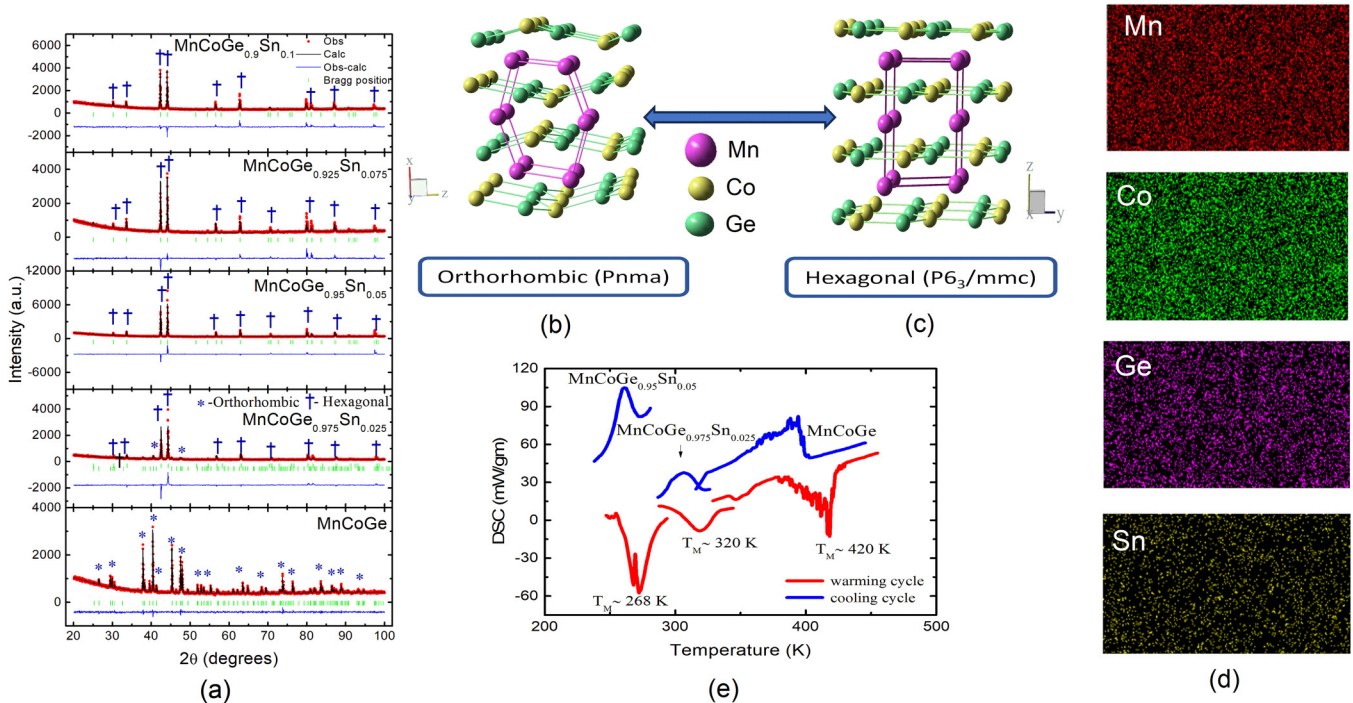 MnCoGe0.9Sn0.1
Obs
Calc
Obs-calc
Bragg position
6000
4000
2000
0
-2000
MnCoGe0.925Sn0.075
4000
2000
0
12000
MnCoGe0.95Sn0.05
6000
0
-6000
*-Orthorhombic †- Hexagonal
MnCoGe0.975Sn0.025
4000
2000
0
-2000
4000
MnCoGe
2000
0
20 30 40 50 60 70 80 90 100
Intensity (a.u.)
2θ (degrees)
(a)
x
y
z
Mn
Co
Ge
z
x
y
Orthorhombic (Pnma)
Hexagonal (P63/mmc)
(b)
(c)
120
90
60
30
0
-30
-60
DSC (mW/gm)
MnCoGe0.95Sn0.05
MnCoGe0.975Sn0.025
MnCoGe
TM~ 268 K
TM~ 320 K
TM~ 420 K
warming cycle
cooling cycle
200 300 400 500
Temperature (K)
(e)
Mn
Co
Ge
Sn
(d)